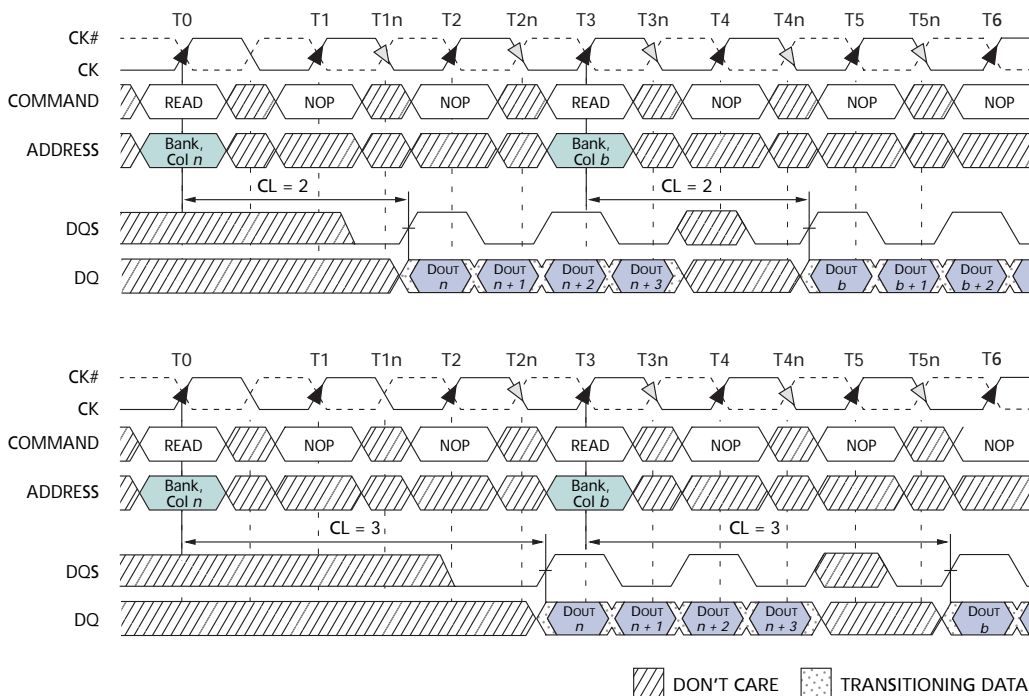 T0 T1 T1n T2 T2n T3 T3n T4 T4n T5 T5n T6
CK#
CK
COMMAND READ NOP NOP READ NOP NOP NOP
ADDRESS Bank, Col n Bank, Col b
CL = 2 CL = 2
DQS
DQ DOUT n DOUT n + 1 DOUT n + 2 DOUT n + 3 DOUT b DOUT b + 1 DOUT b + 2
T0 T1 T1n T2 T2n T3 T3n T4 T4n T5 T5n T6
CK#
CK
COMMAND READ NOP NOP READ NOP NOP NOP
ADDRESS Bank, Col n Bank, Col b
CL = 3 CL = 3
DQS
DQ DOUT n DOUT n + 1 DOUT n + 2 DOUT n + 3 DOUT b
DON'T CARE TRANSITIONING DATA